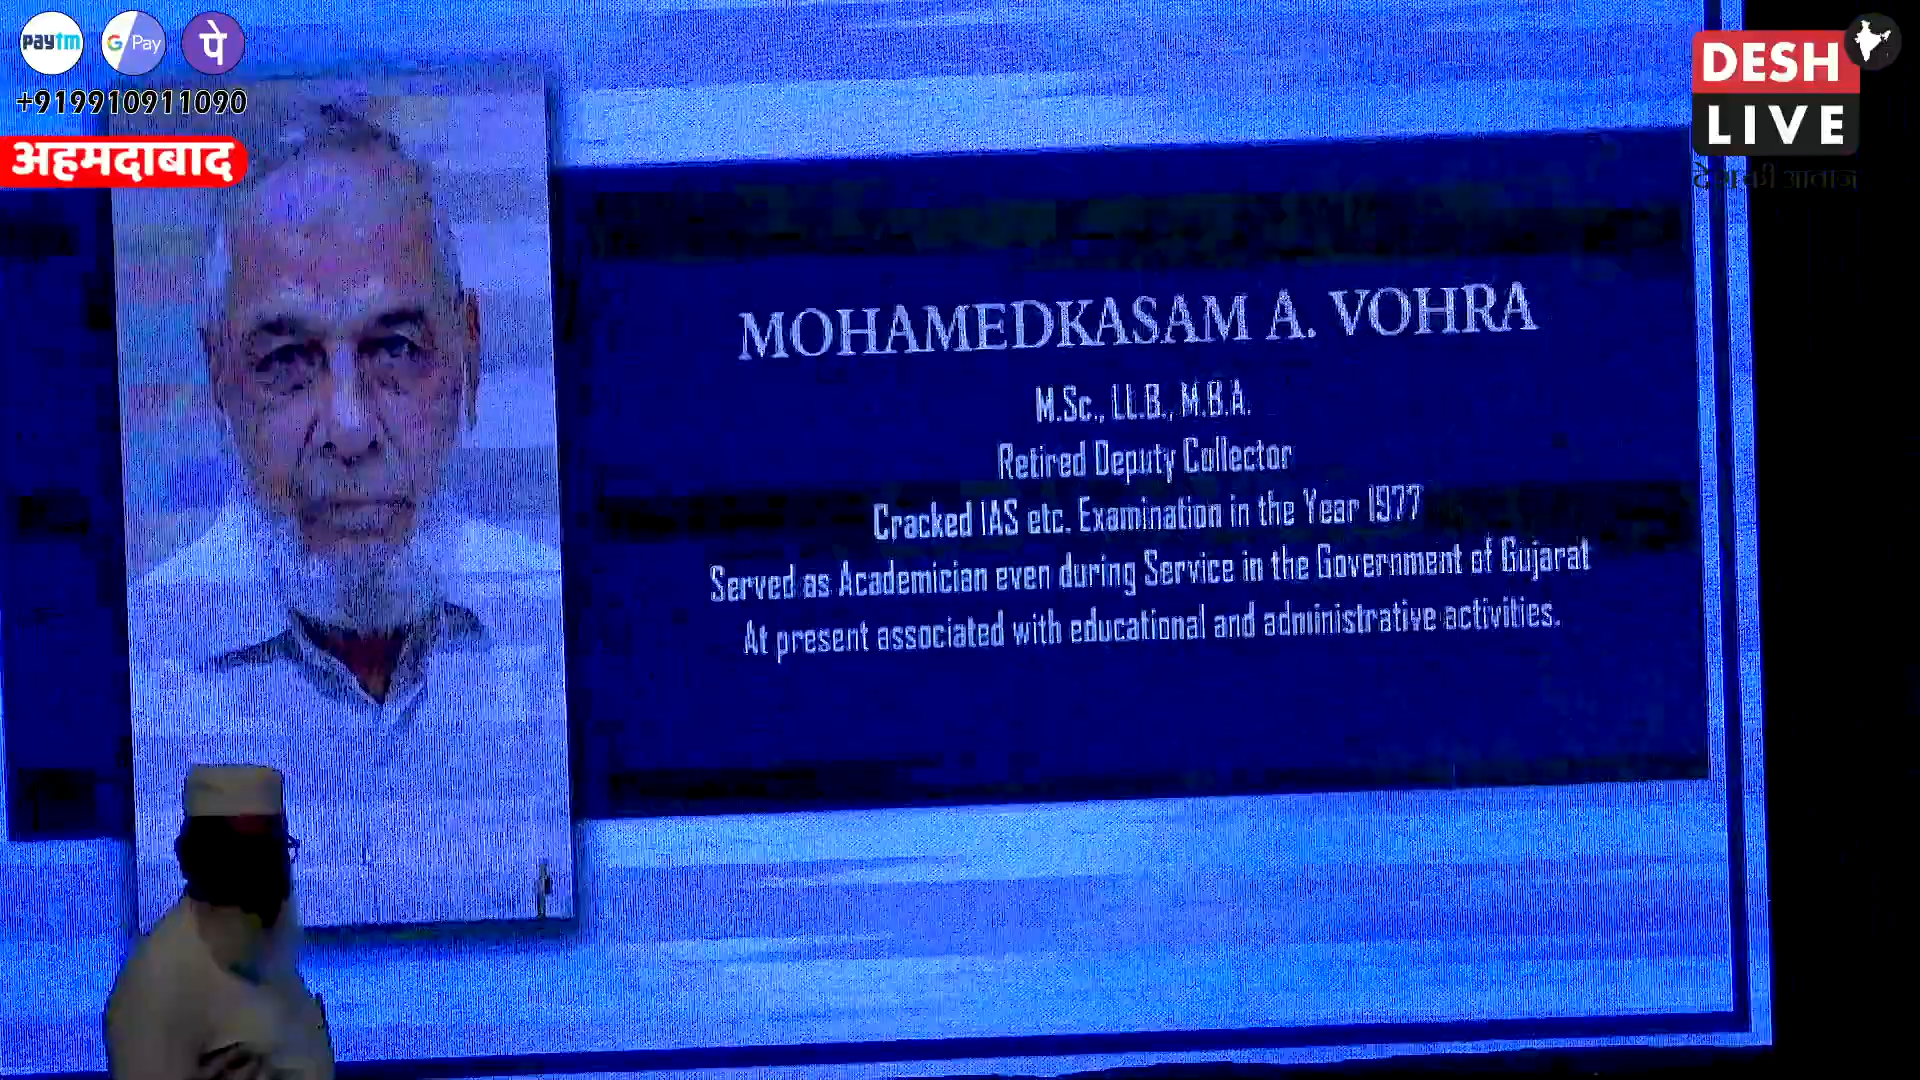 paytm G Pay पे
+919910911090
अहमदाबाद
DESH
LIVE
MOHAMEDKASAM A. VOHRA
M.Sc., LL.B., M.B.A.
Retired Deputy Collector
Cracked IAS etc. Examination in the Year 1977
Served as Academician even during Service in the Government of Gujarat
At present associated with educational and administrative activities.